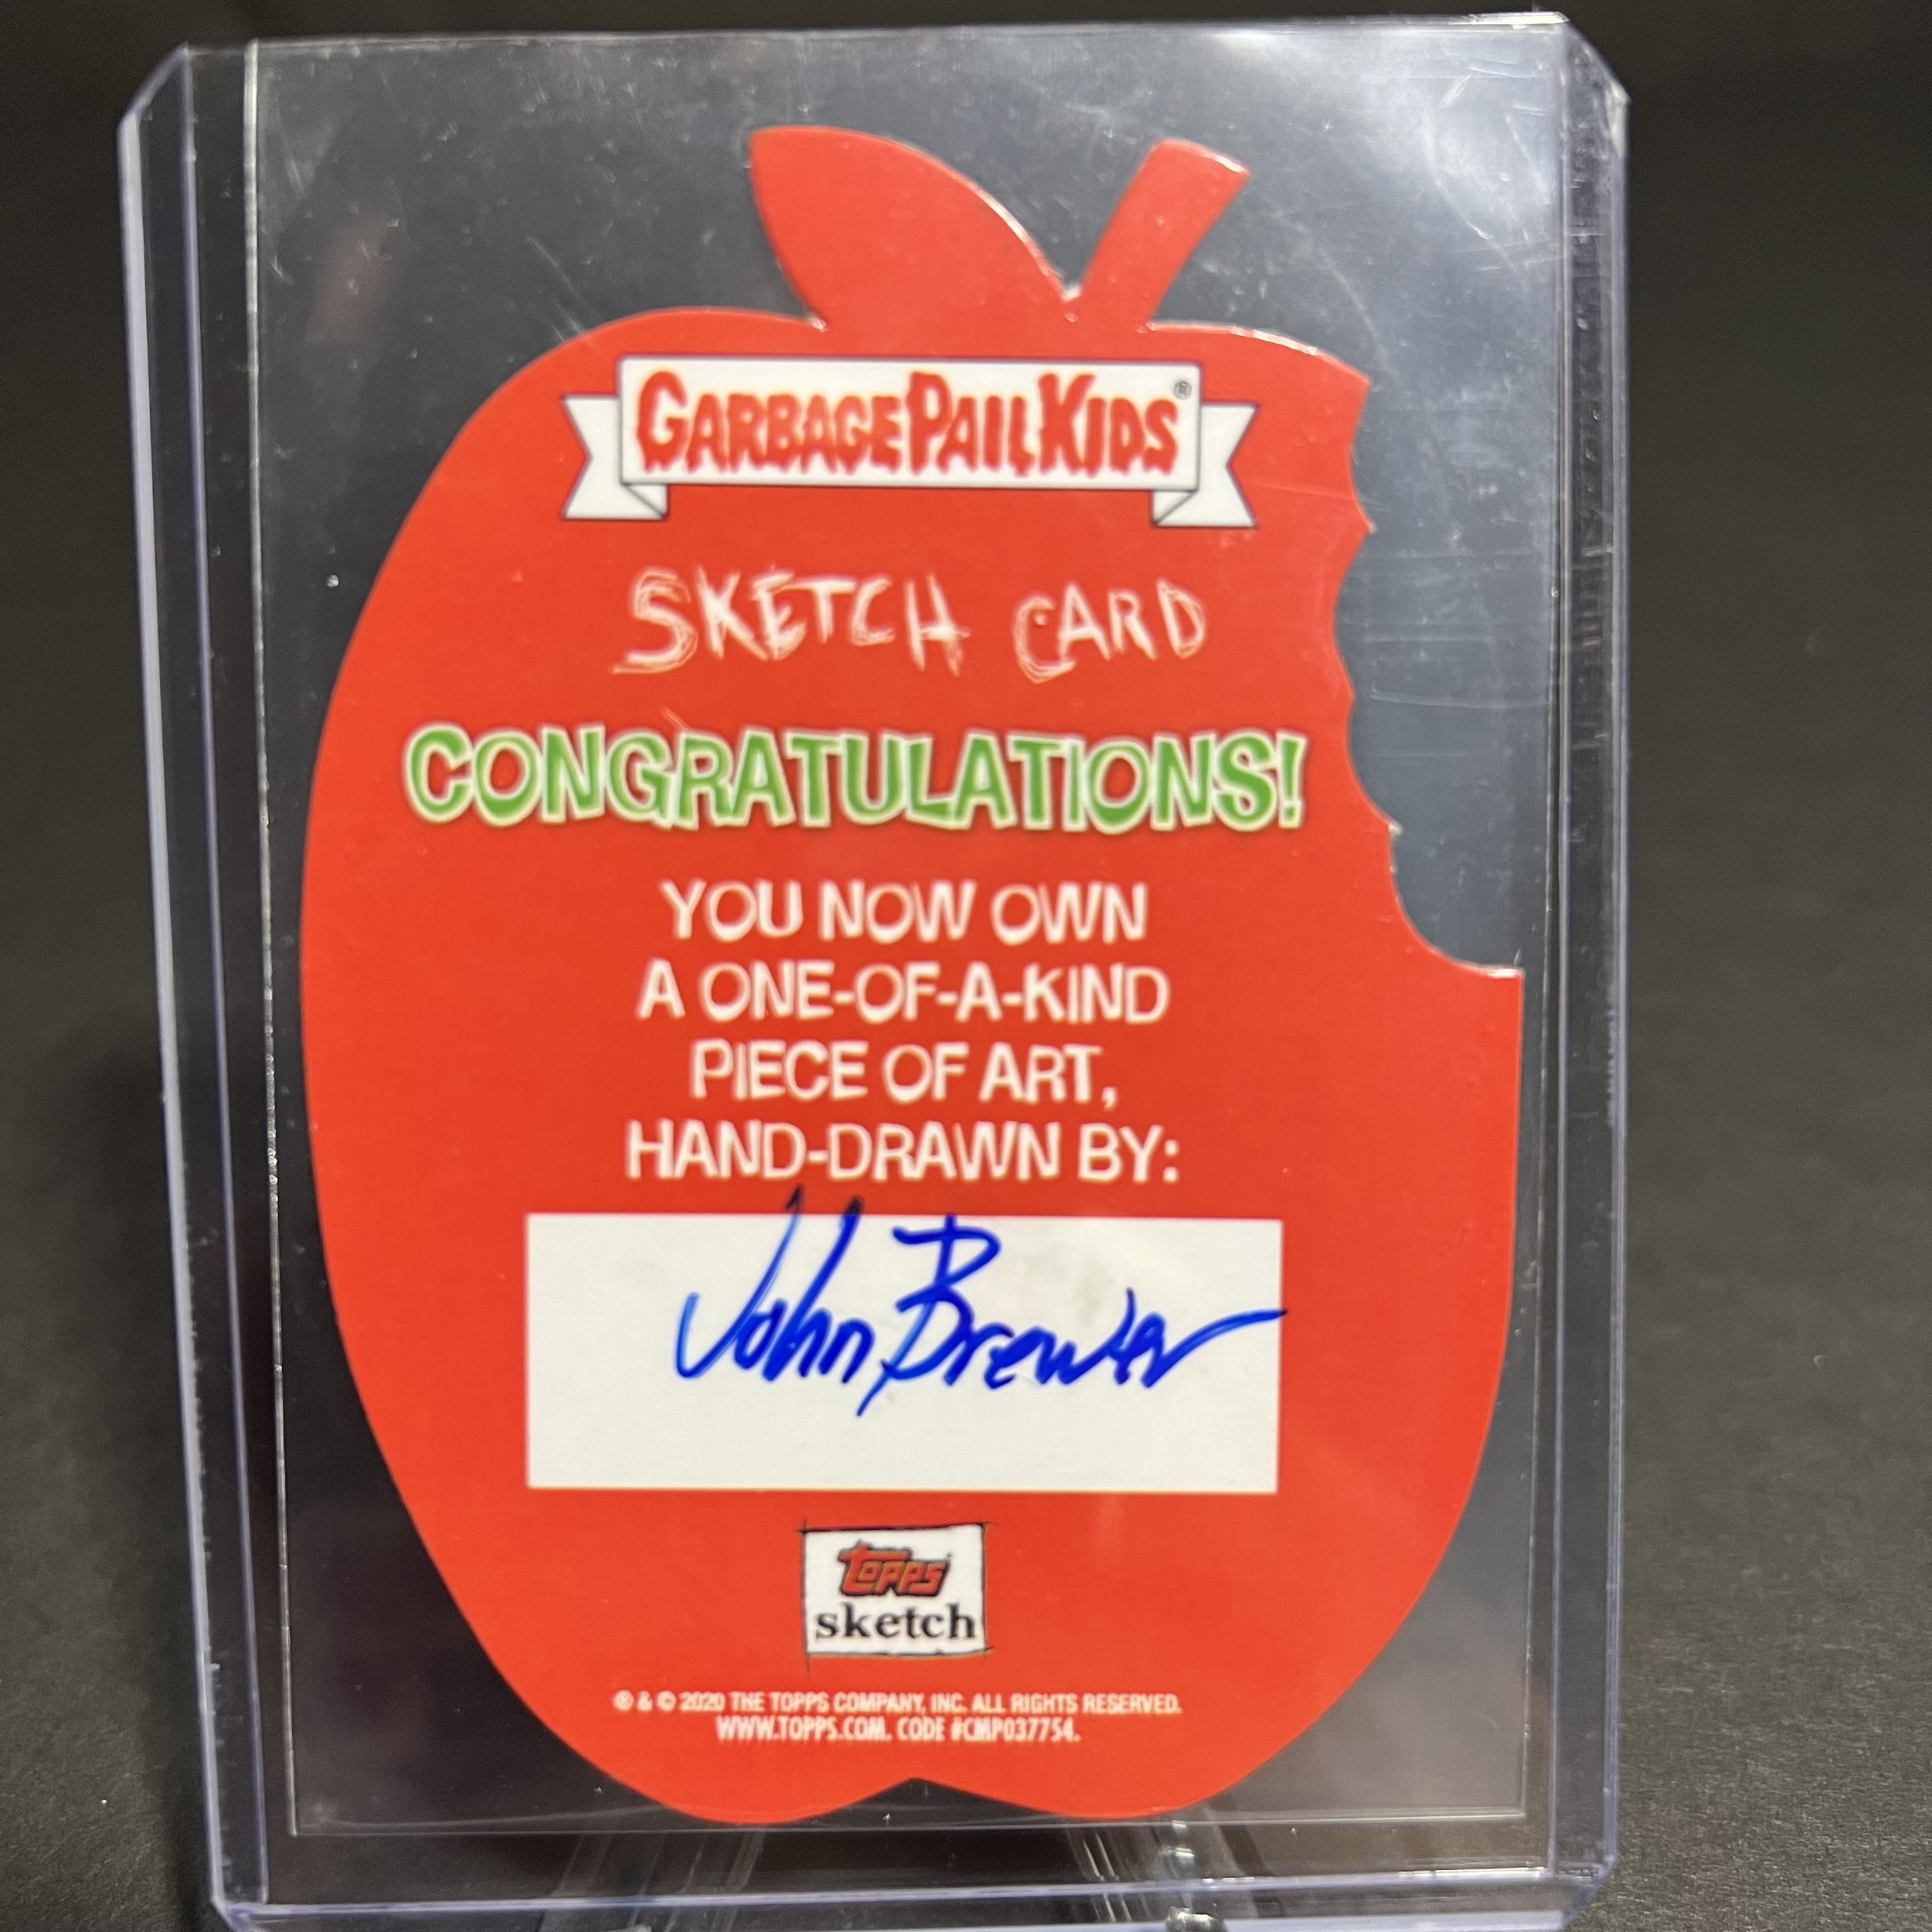 GARBAGE PAIL KIDS®
SKETCH CARD
CONGRATULATIONS!
YOU NOW OWN
A ONE-OF-A-KIND
PIECE OF ART,
HAND-DRAWN BY:
John Brewer
TOPPS
sketch
® & © 2020 THE TOPPS COMPANY, INC. ALL RIGHTS RESERVED.
WWW.TOPPS.COM. CODE #CMP037754.